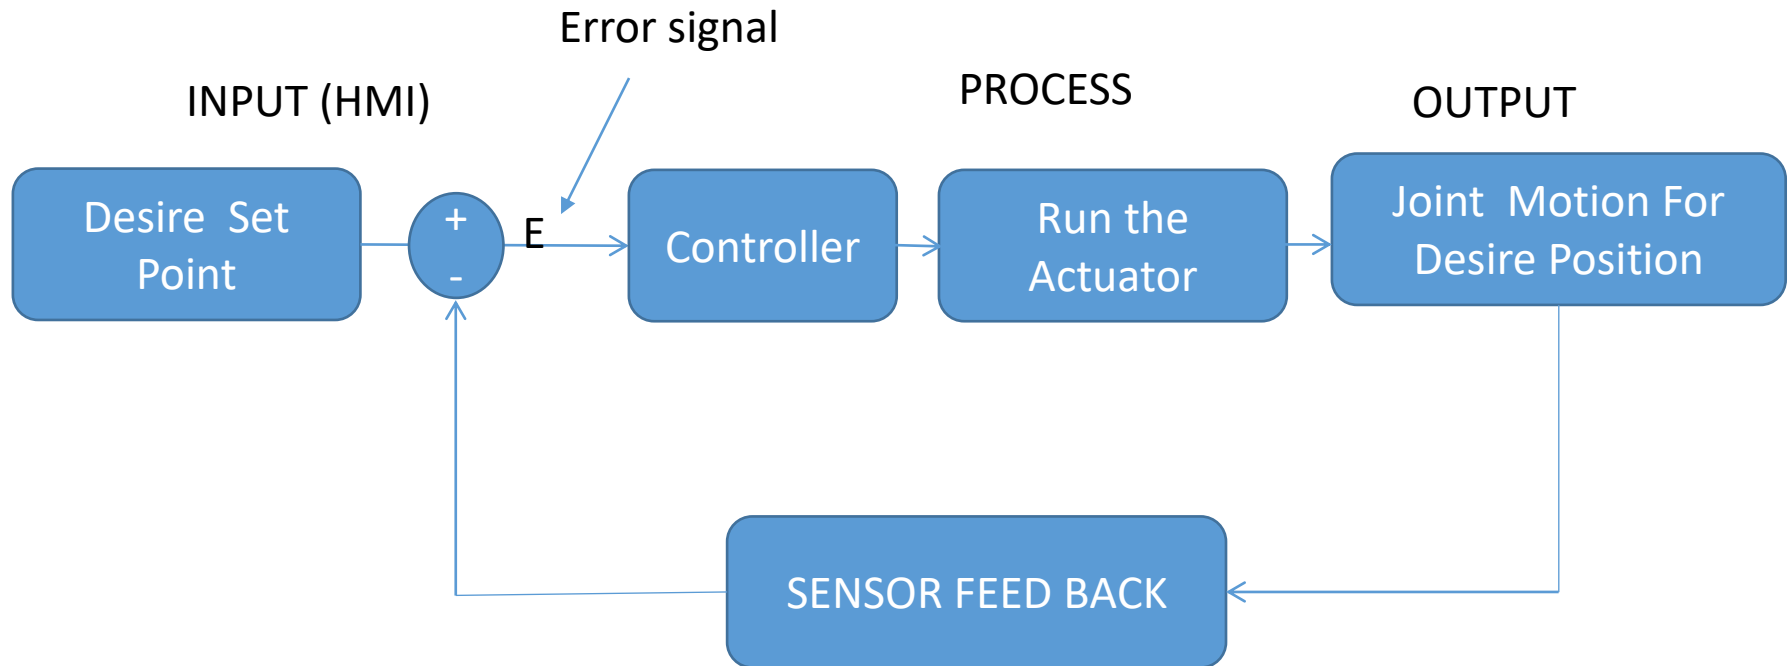 Error signal
INPUT (HMI)
PROCESS
OUTPUT
Desire  Set
Point
+
-
E
Controller
Run the
Actuator
Joint  Motion For
Desire Position
SENSOR FEED BACK